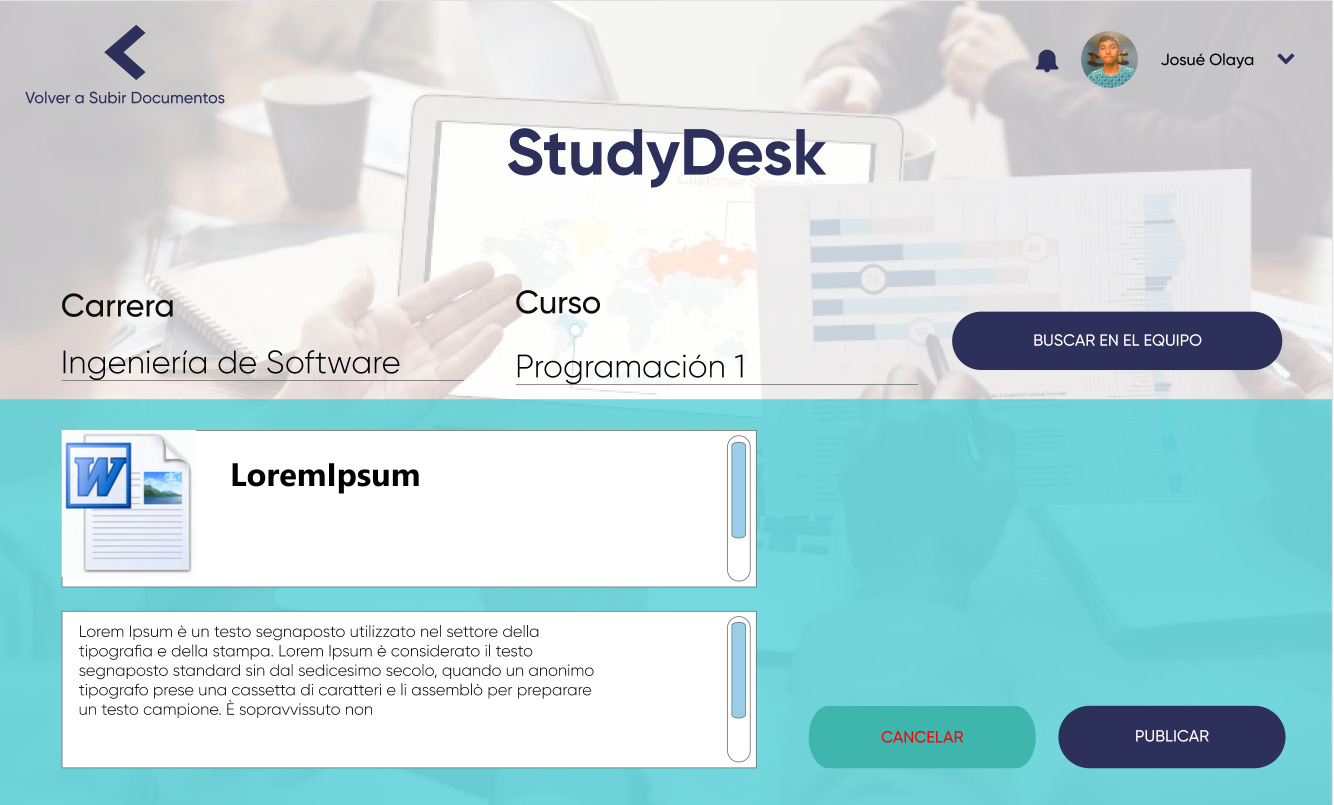 Volver a Subir Documentos
Josué Olaya
StudyDesk
Carrera
Curso
Ingeniería de Software
Programación 1
BUSCAR EN EL EQUIPO
LoremIpsum
Lorem Ipsum è un testo segnaposto utilizzato nel settore della
tipografia e della stampa. Lorem Ipsum è considerato il testo
segnaposto standard sin dal sedicesimo secolo, quando un anonimo
tipografo prese una cassetta di caratteri e li assemblò per preparare
un testo campione. È sopravvissuto non
CANCELAR
PUBLICAR